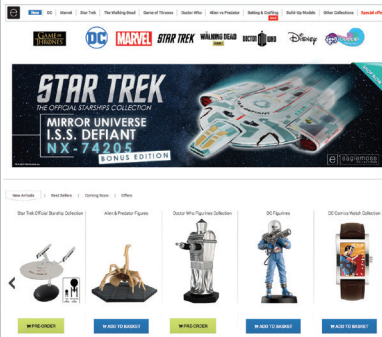 e New DC Marvel Star Trek The Walking Dead Game of Thrones Doctor Who Alien vs Predator Baking & Crafting Build-Up Models Other Collections Special offers
GAME OF THRONES DC MARVEL STAR TREK WALKING DEAD DOCTOR WHO Disney
STAR TREK
THE OFFICIAL STARSHIPS COLLECTION
MIRROR UNIVERSE
I.S.S. DEFIANT
NX-74205
BONUS EDITION
e eaglemoss
New Arrivals | Best Sellers | Coming Soon | Offers
Star Trek Official Starship Collection
Alien & Predator Figures
Doctor Who Figurines Collection
DC Figurines
DC Comics Watch Collection
PRE-ORDER
ADD TO BASKET
PRE-ORDER
ADD TO BASKET
ADD TO BASKET